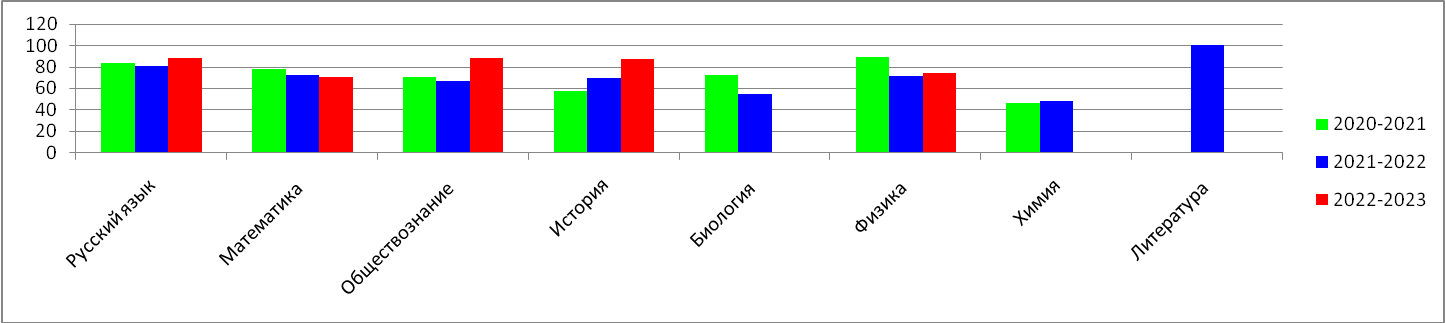 120
100
80
60
40
20
0
Русский язык
Математика
Обществознание
История
Биология
Физика
Химия
Литература
2020-2021
2021-2022
2022-2023